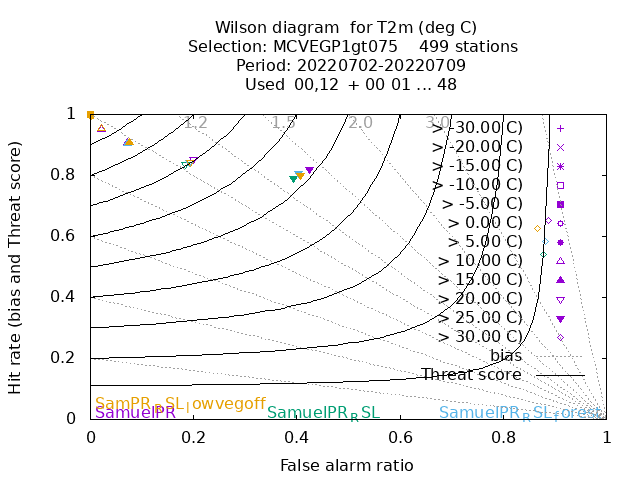 Wilson diagram  for T2m (deg C)
Selection: MCVEGP1gt075    499 stations
Period: 20220702-20220709
Used  00,12  + 00 01 ... 48
Hit rate (bias and Threat score)
1
0.8
0.6
0.4
0.2
0
1.2 1.5 2.0 3.0
> -30.00 C)
> -20.00 C)
> -15.00 C)
> -10.00 C)
> -5.00 C)
> 0.00 C)
> 5.00 C)
> 10.00 C)
> 15.00 C)
> 20.00 C)
> 25.00 C)
> 30.00 C)
bias
Threat score
SamPR_RSL_lowvegoff
SamuelPR SamuelPR_RSL SamuelPR_RSL_forest
0 0.2 0.4 0.6 0.8 1
False alarm ratio